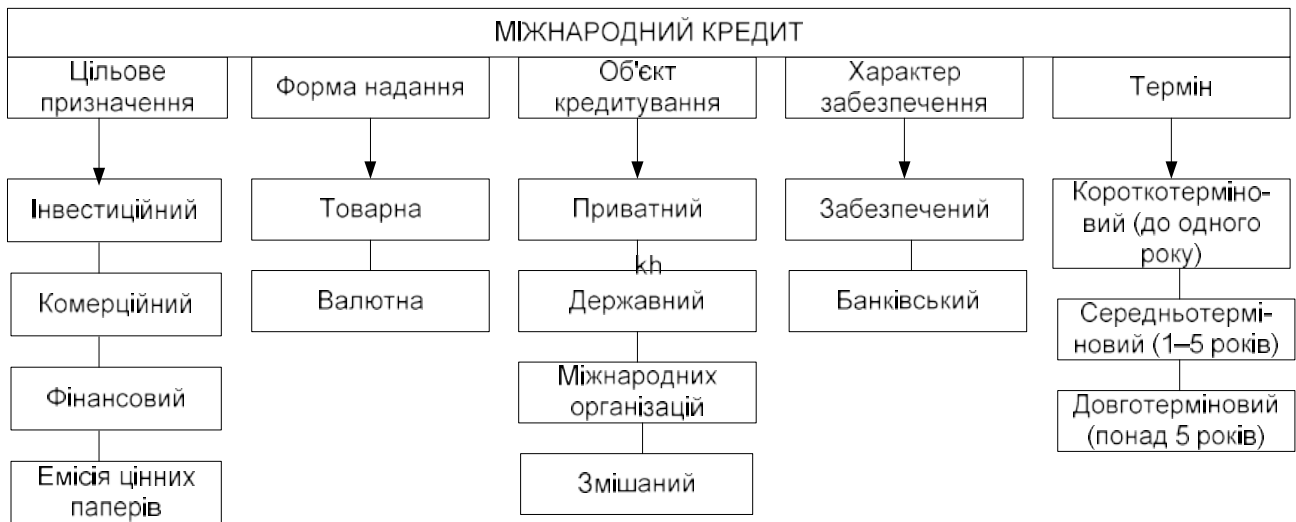 МІЖНАРОДНИЙ КРЕДИТ
Цільове
призначення
Інвестиційний
Комерційний
Фінансовий
Емісія цінних
паперів
Форма надання
Товарна
Валютна
Об'єкт
кредитування
Приватний
kh
Державний
Міжнародних
організацій
Змішаний
Характер
забезпечення
Забезпечений
Банківський
Термін
Короткотерміно-
вий (до одного
року)
Середньотермі-
новий (1–5 років)
Довготерміновий
(понад 5 років)